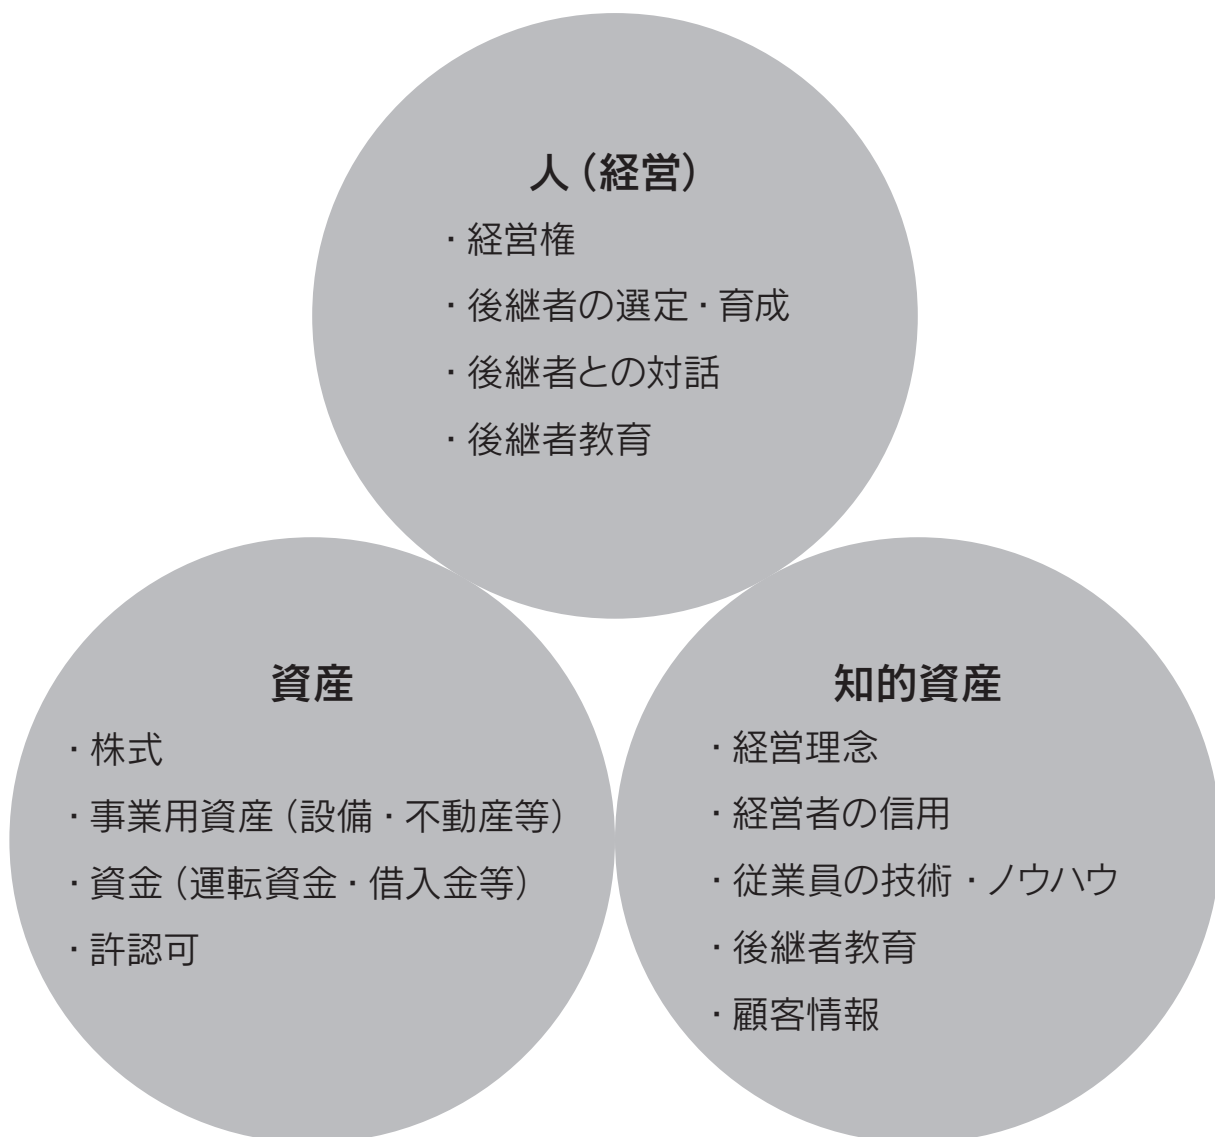 人（経営）
・経営権
・後継者の選定・育成
・後継者との対話
・後継者教育
資産
・株式
・事業用資産（設備・不動産等）
・資金（運転資金・借入金等）
・許認可
知的資産
・経営理念
・経営者の信用
・従業員の技術・ノウハウ
・後継者教育
・顧客情報